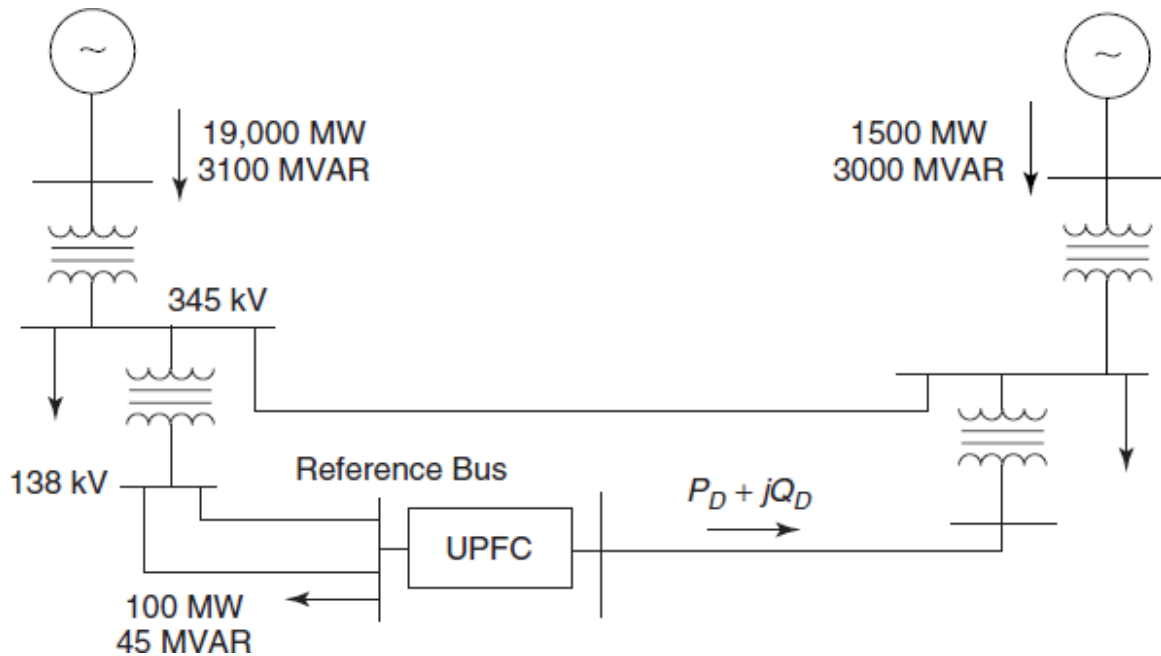 ~
~
19,000 MW
3100 MVAR
1500 MW
3000 MVAR
345 kV
138 kV
Reference Bus
P_D + jQ_D
UPFC
100 MW
45 MVAR